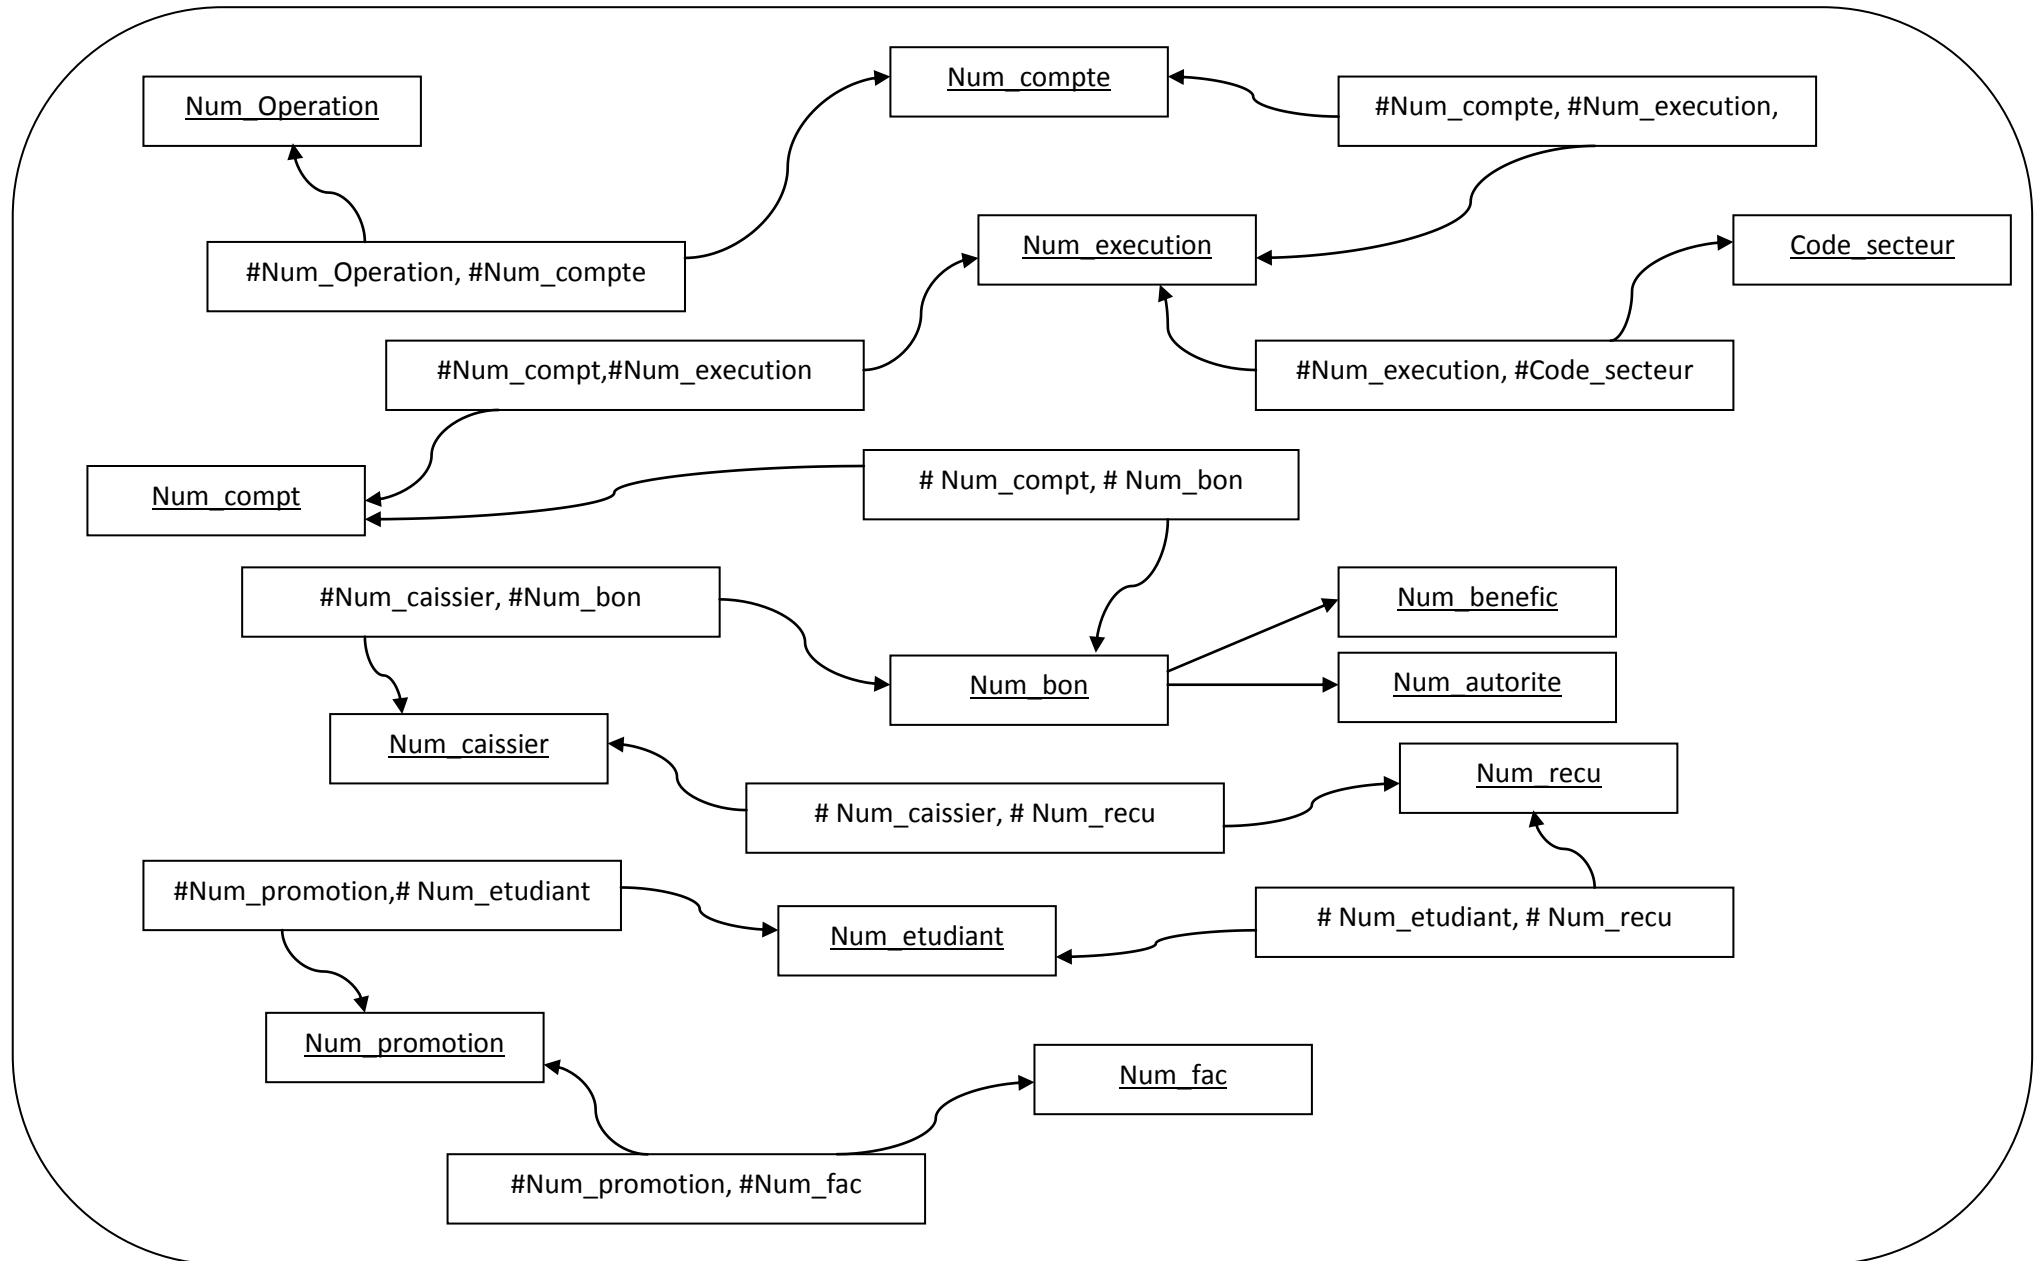 Num_compte
Num_Operation
#Num_compte, #Num_execution,
Num_execution
Code_secteur
#Num_Operation, #Num_compte
#Num_compt,#Num_execution
#Num_execution, #Code_secteur
# Num_compt, # Num_bon
Num_compt
#Num_caissier, #Num_bon
Num_benefic
Num_bon
Num_autorite
Num_caissier
Num_recu
# Num_caissier, # Num_recu
#Num_promotion,# Num_etudiant
Num_etudiant
# Num_etudiant, # Num_recu
Num_promotion
Num_fac
#Num_promotion, #Num_fac